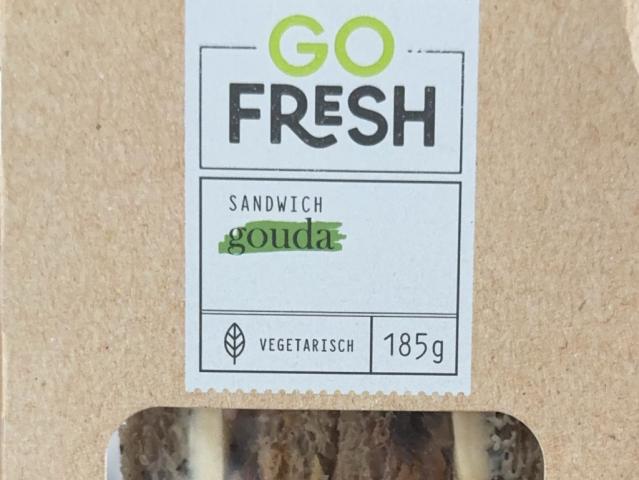 GO
FRESH
SANDWICH
gouda
VEGETARISCH 185g